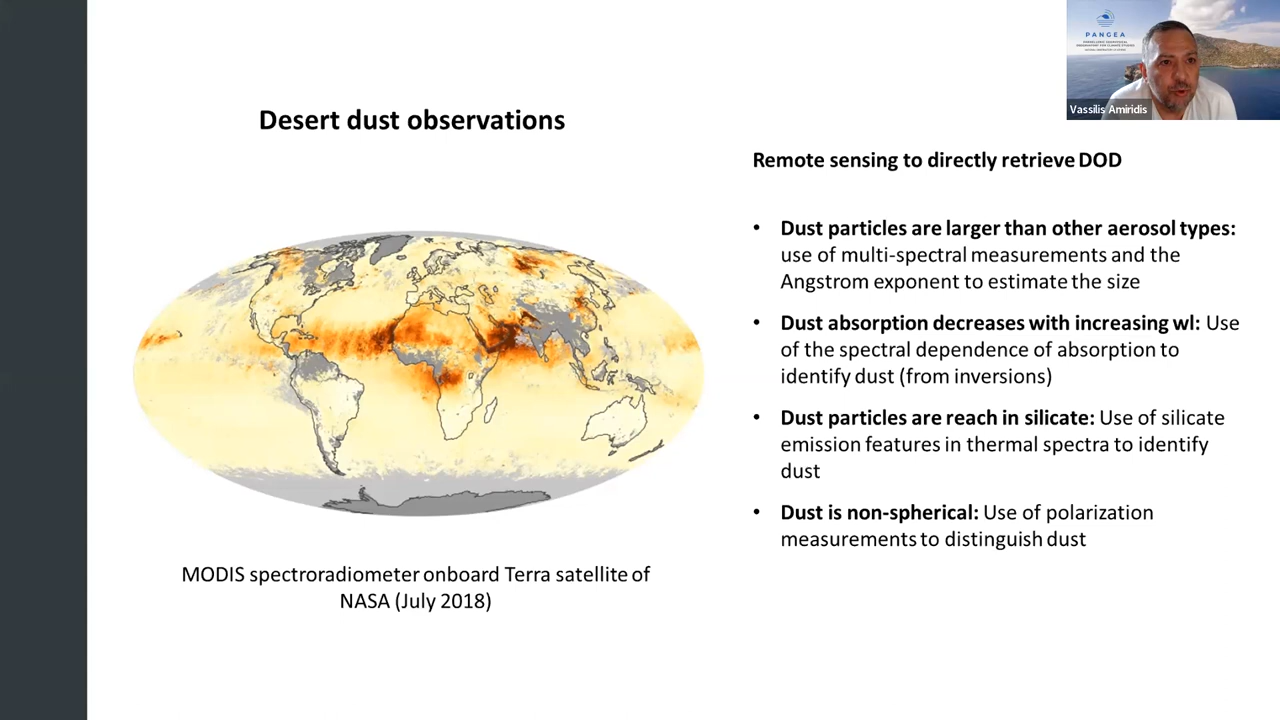 PANGEA
Vassilis Amiridis
Desert dust observations
Remote sensing to directly retrieve DOD
• Dust particles are larger than other aerosol types:
use of multi-spectral measurements and the
Angstrom exponent to estimate the size
• Dust absorption decreases with increasing wl: Use
of the spectral dependence of absorption to
identify dust (from inversions)
• Dust particles are reach in silicate: Use of silicate
emission features in thermal spectra to identify
dust
• Dust is non-spherical: Use of polarization
measurements to distinguish dust
MODIS spectroradiometer onboard Terra satellite of
NASA (July 2018)